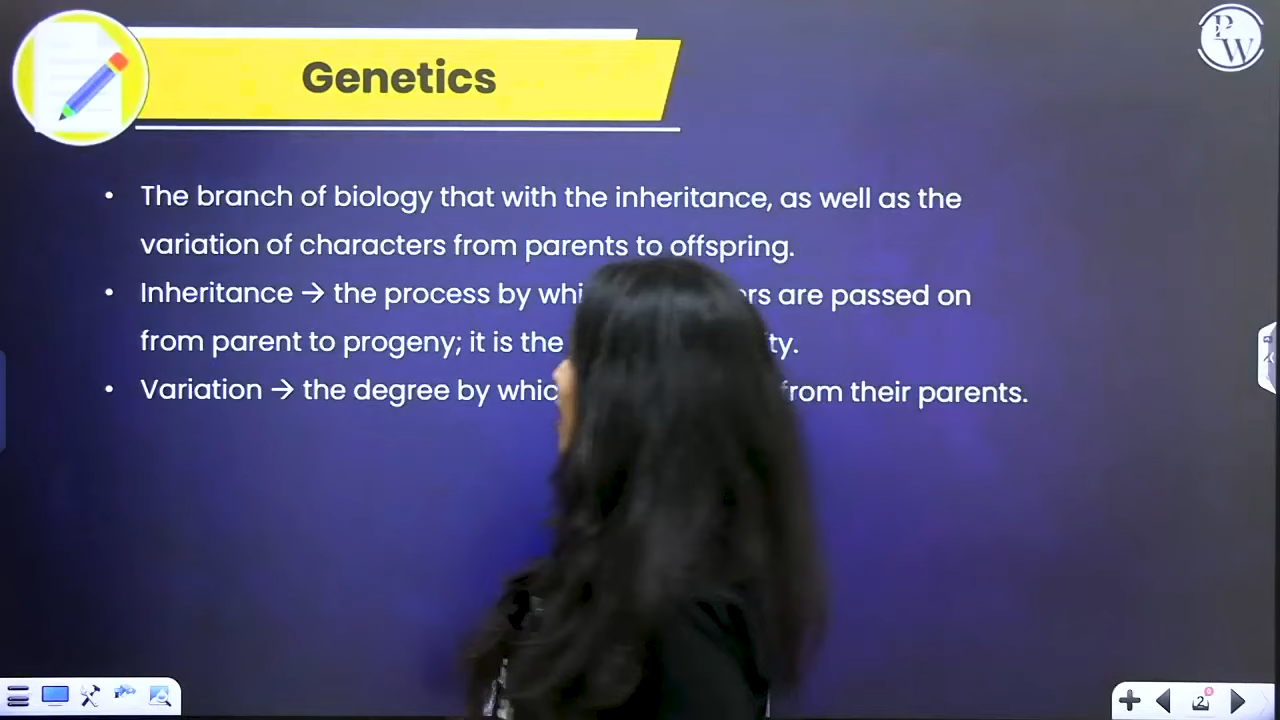 Genetics
PW
• The branch of biology that with the inheritance, as well as the
variation of characters from parents to offspring.
• Inheritance → the process by whi rs are passed on
from parent to progeny; it is the ty.
• Variation → the degree by whic from their parents.
2